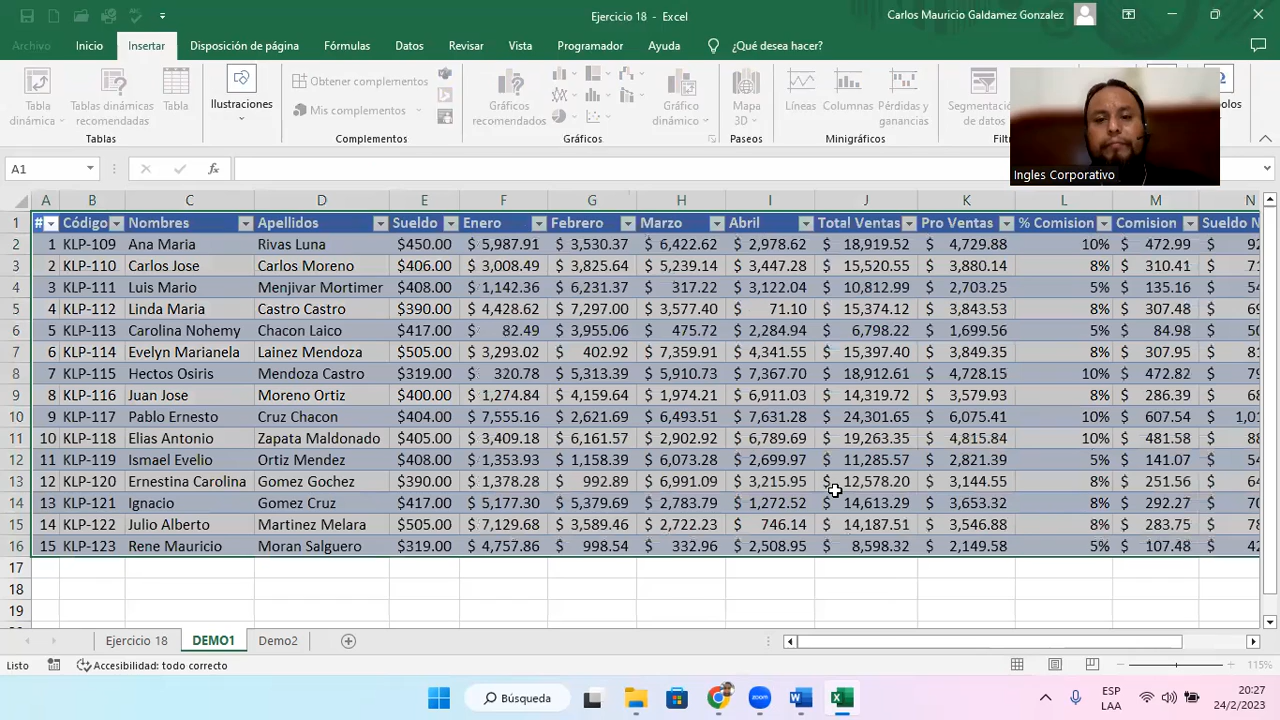 Ejercicio 18 - Excel
Carlos Mauricio Galdamez Gonzalez
Archivo Inicio Insertar Disposición de página Fórmulas Datos Revisar Vista Programador Ayuda ¿Qué desea hacer?
Tabla dinámica
Tablas dinámicas recomendadas
Tabla
Ilustraciones
Obtener complementos
Mis complementos
Gráficos recomendados
Gráfico dinámico
Mapa 3D
Líneas
Columnas
Pérdidas y ganancias
Segmentación de datos
Tablas Complementos Gráficos Paseos Minigráficos
Ingles Corporativo
A1 fx
A B C D E F G H I J K L M N
1 # Código Nombres Apellidos Sueldo Enero Febrero Marzo Abril Total Ventas Pro Ventas % Comision Comision Sueldo N
2 1 KLP-109 Ana Maria Rivas Luna $450.00 $ 5,987.91 $ 3,530.37 $ 6,422.62 $ 2,978.62 $ 18,919.52 $ 4,729.88 10% $ 472.99 $ 92
3 2 KLP-110 Carlos Jose Carlos Moreno $406.00 $ 3,008.49 $ 3,825.64 $ 5,239.14 $ 3,447.28 $ 15,520.55 $ 3,880.14 8% $ 310.41 $ 71
4 3 KLP-111 Luis Mario Menjivar Mortimer $408.00 $ 1,142.36 $ 6,231.37 $ 317.22 $ 3,122.04 $ 10,812.99 $ 2,703.25 5% $ 135.16 $ 54
5 4 KLP-112 Linda Maria Castro Castro $390.00 $ 4,428.62 $ 7,297.00 $ 3,577.40 $ 71.10 $ 15,374.12 $ 3,843.53 8% $ 307.48 $ 69
6 5 KLP-113 Carolina Nohemy Chacon Laico $417.00 $ 82.49 $ 3,955.06 $ 475.72 $ 2,284.94 $ 6,798.22 $ 1,699.56 5% $ 84.98 $ 50
7 6 KLP-114 Evelyn Marianela Lainez Mendoza $505.00 $ 3,293.02 $ 402.92 $ 7,359.91 $ 4,341.55 $ 15,397.40 $ 3,849.35 8% $ 307.95 $ 81
8 7 KLP-115 Hectos Osiris Mendoza Castro $319.00 $ 320.78 $ 5,313.39 $ 5,910.73 $ 7,367.70 $ 18,912.61 $ 4,728.15 10% $ 472.82 $ 79
9 8 KLP-116 Juan Jose Moreno Ortiz $400.00 $ 1,274.84 $ 4,159.64 $ 1,974.21 $ 6,911.03 $ 14,319.72 $ 3,579.93 8% $ 286.39 $ 68
10 9 KLP-117 Pablo Ernesto Cruz Chacon $404.00 $ 7,555.16 $ 2,621.69 $ 6,493.51 $ 7,631.28 $ 24,301.65 $ 6,075.41 10% $ 607.54 $ 1,01
11 10 KLP-118 Elias Antonio Zapata Maldonado $405.00 $ 3,409.18 $ 6,161.57 $ 2,902.92 $ 6,789.69 $ 19,263.35 $ 4,815.84 10% $ 481.58 $ 88
12 11 KLP-119 Ismael Evelio Ortiz Mendez $408.00 $ 1,353.93 $ 1,158.39 $ 6,073.28 $ 2,699.97 $ 11,285.57 $ 2,821.39 5% $ 141.07 $ 54
13 12 KLP-120 Ernestina Carolina Gomez Gochez $390.00 $ 1,378.28 $ 992.89 $ 6,991.09 $ 3,215.95 $ 12,578.20 $ 3,144.55 8% $ 251.56 $ 64
14 13 KLP-121 Ignacio Gomez Cruz $417.00 $ 5,177.30 $ 5,379.69 $ 2,783.79 $ 1,272.52 $ 14,613.29 $ 3,653.32 8% $ 292.27 $ 70
15 14 KLP-122 Julio Alberto Martinez Melara $505.00 $ 7,129.68 $ 3,589.46 $ 2,722.23 $ 746.14 $ 14,187.51 $ 3,546.88 8% $ 283.75 $ 78
16 15 KLP-123 Rene Mauricio Moran Salguero $319.00 $ 4,757.86 $ 998.54 $ 332.96 $ 2,508.95 $ 8,598.32 $ 2,149.58 5% $ 107.48 $ 42
17
18
19
Ejercicio 18 DEMO1 Demo2
Listo Accesibilidad: todo correcto 115%
Búsqueda
ESP LAA
20:27
24/2/2023